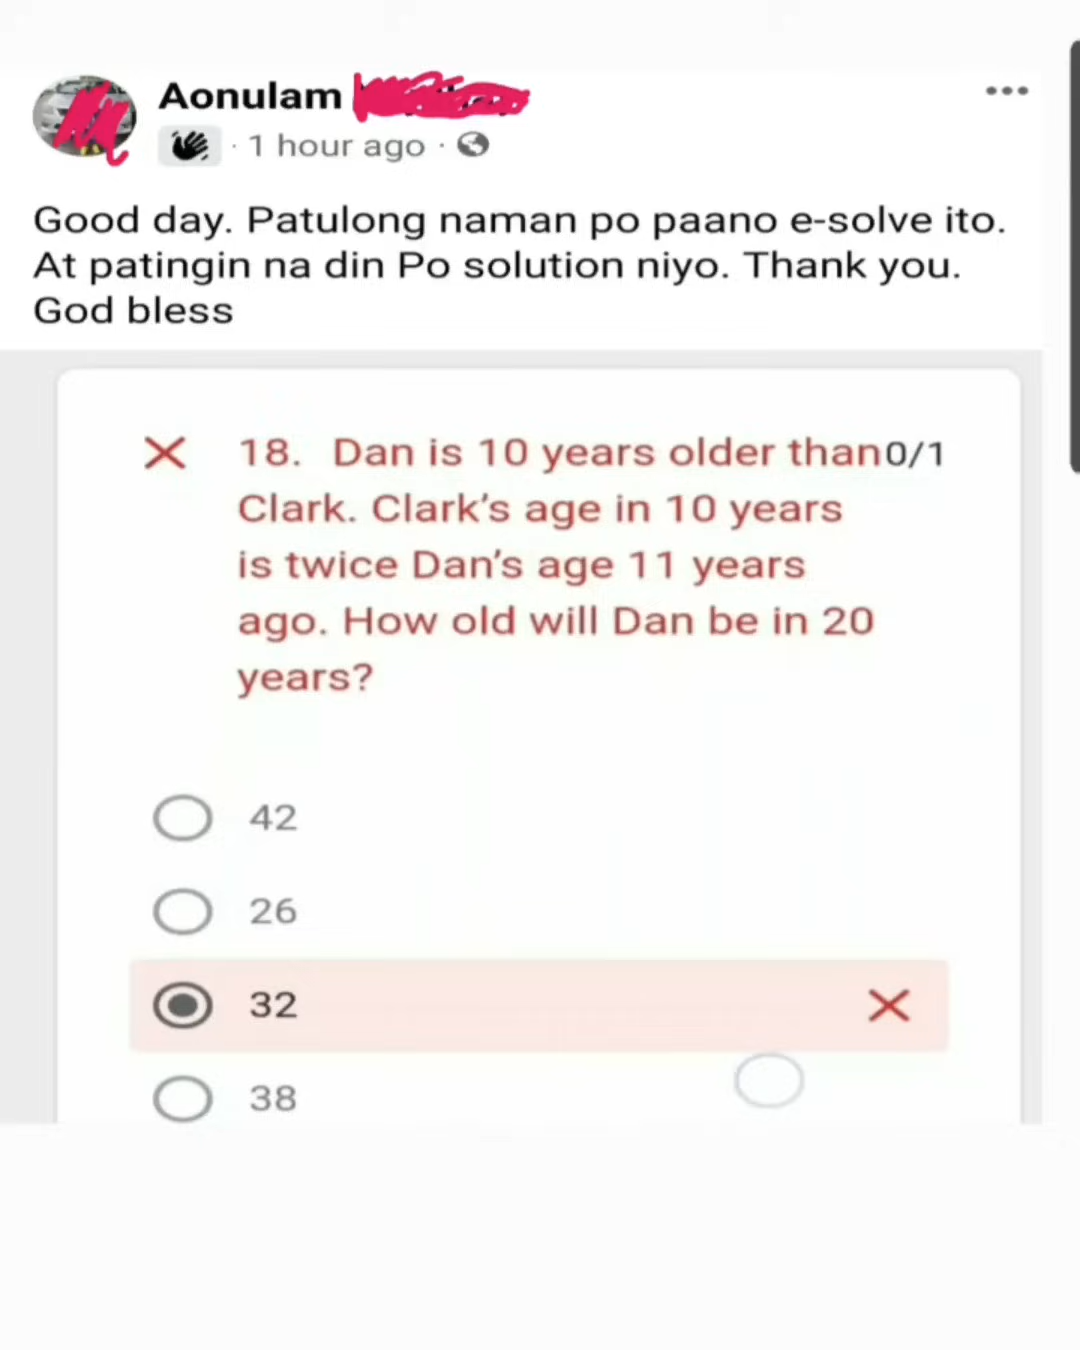 Aonulam
· 1 hour ago ·
Good day. Patulong naman po paano e-solve ito.
At patingin na din Po solution niyo. Thank you.
God bless
18. Dan is 10 years older than 0/1
Clark. Clark's age in 10 years
is twice Dan's age 11 years
ago. How old will Dan be in 20
years?
42
26
32
38